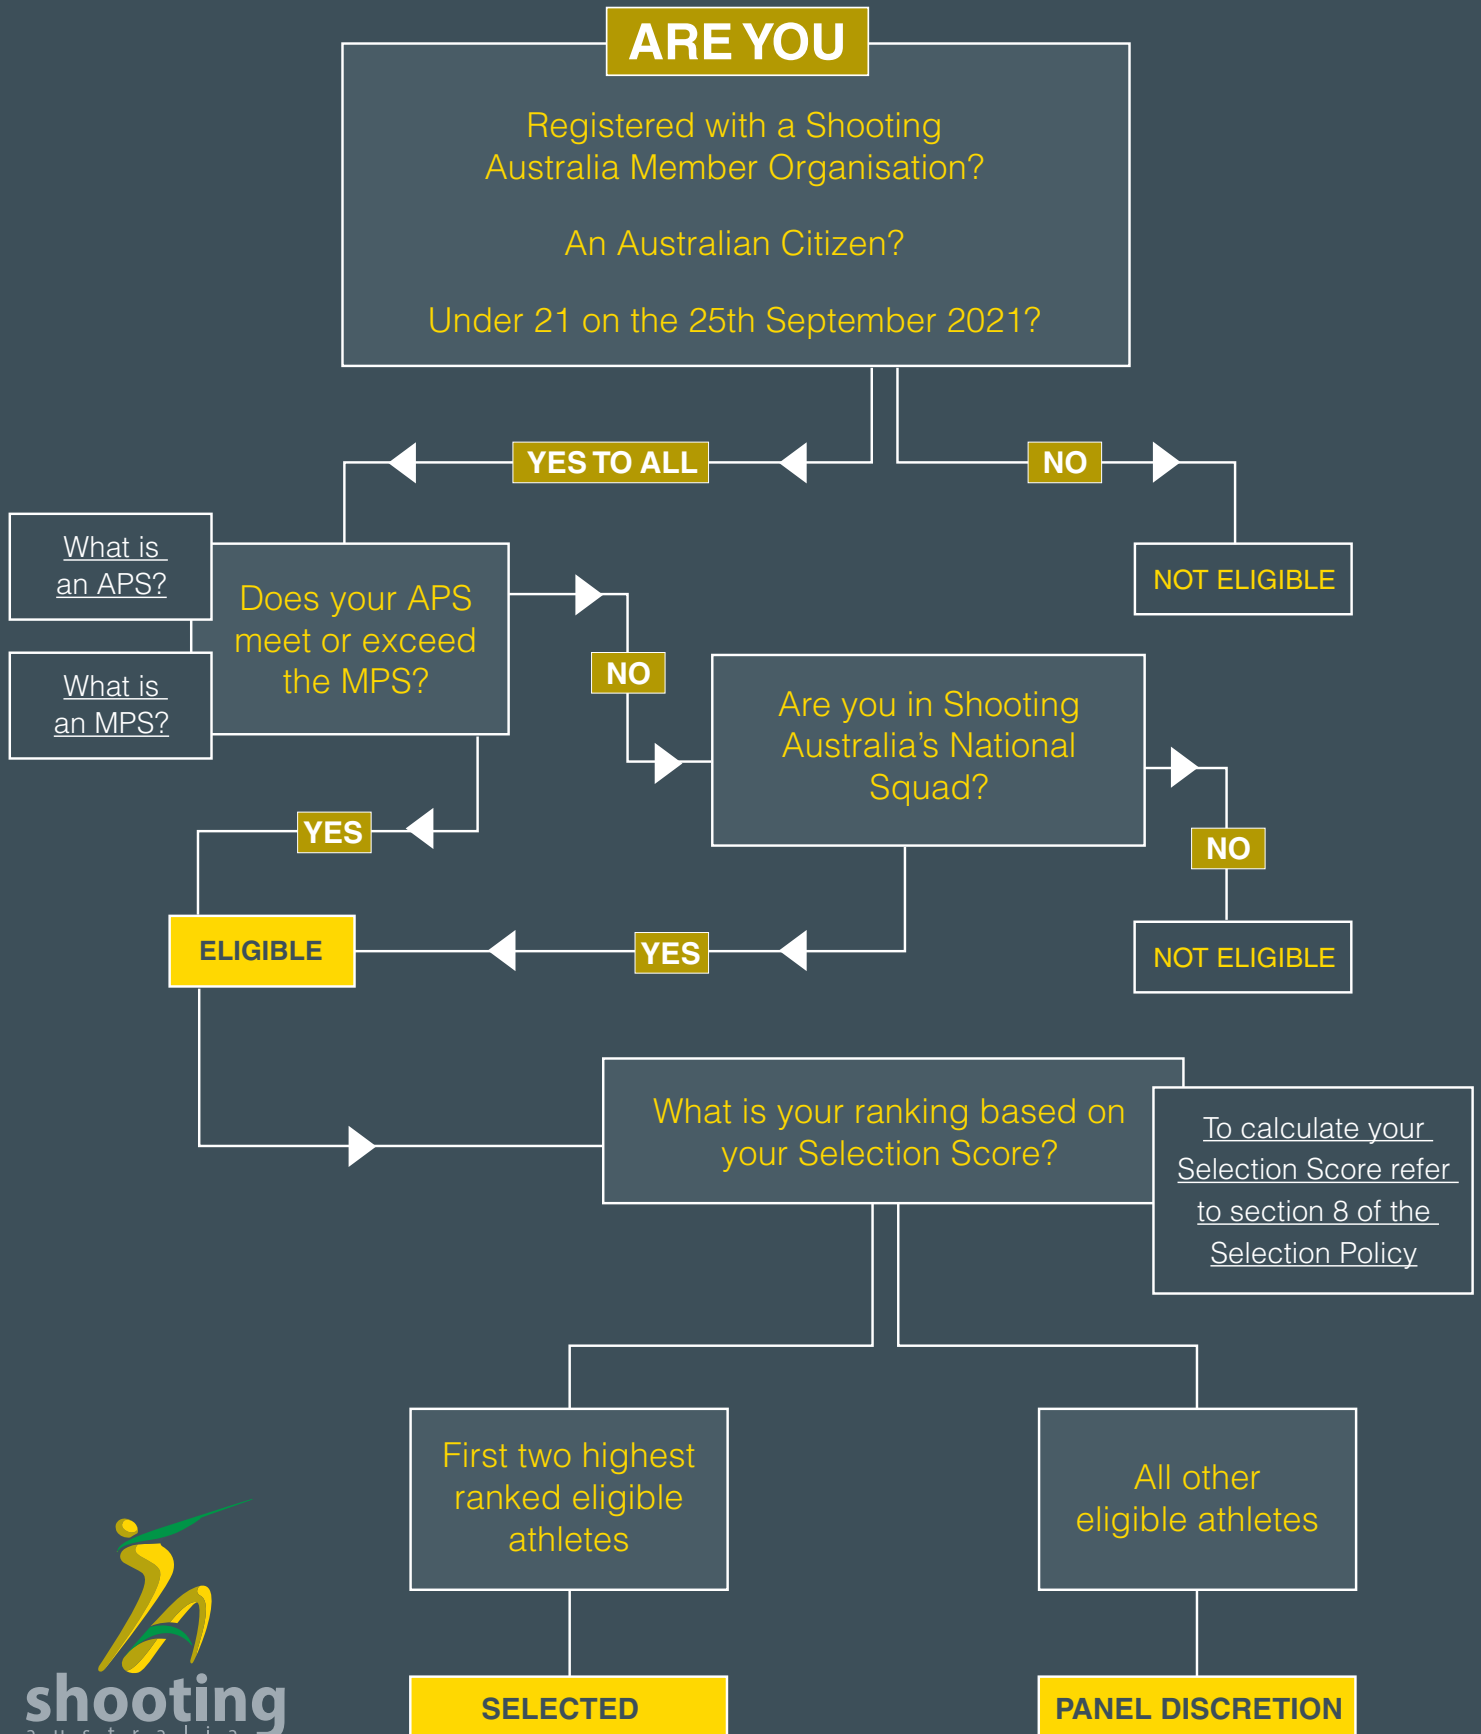 ARE YOU
Registered with a Shooting
Australia Member Organisation?
An Australian Citizen?
Under 21 on the 25th September 2021?
YES TO ALL
NO
What is
an APS?
Does your APS
meet or exceed
the MPS?
What is
an MPS?
NOT ELIGIBLE
NO
Are you in Shooting
Australia's National
Squad?
YES
NO
ELIGIBLE
YES
NOT ELIGIBLE
What is your ranking based on
your Selection Score?
To calculate your
Selection Score refer
to section 8 of the
Selection Policy
First two highest
ranked eligible
athletes
All other
eligible athletes
SELECTED
PANEL DISCRETION
shooting
australia